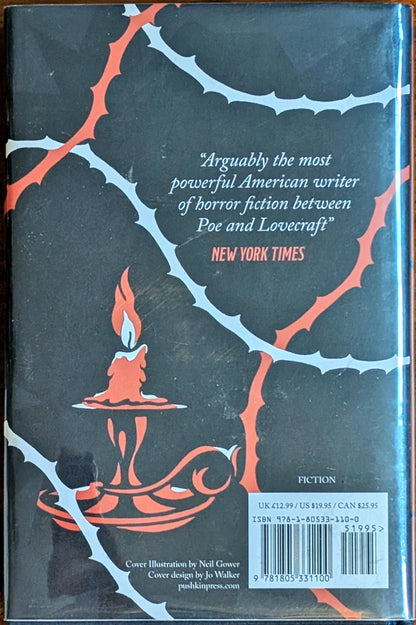 “Arguably the most
powerful American writer
of horror fiction between
Poe and Lovecraft”
NEW YORK TIMES
FICTION
UK £12.99 / US $19.95 / CAN $25.95
ISBN 978-1-80533-110-0
51995>
9 781805 331100
Cover Illustration by Neil Gower
Cover design by Jo Walker
pushkinpress.com